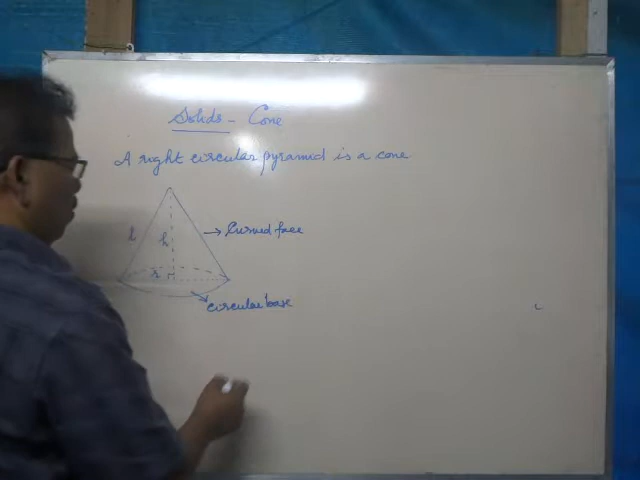 Solids - Cone
A right circular pyramid is a cone
l
h
→ Curved face
r
circular base